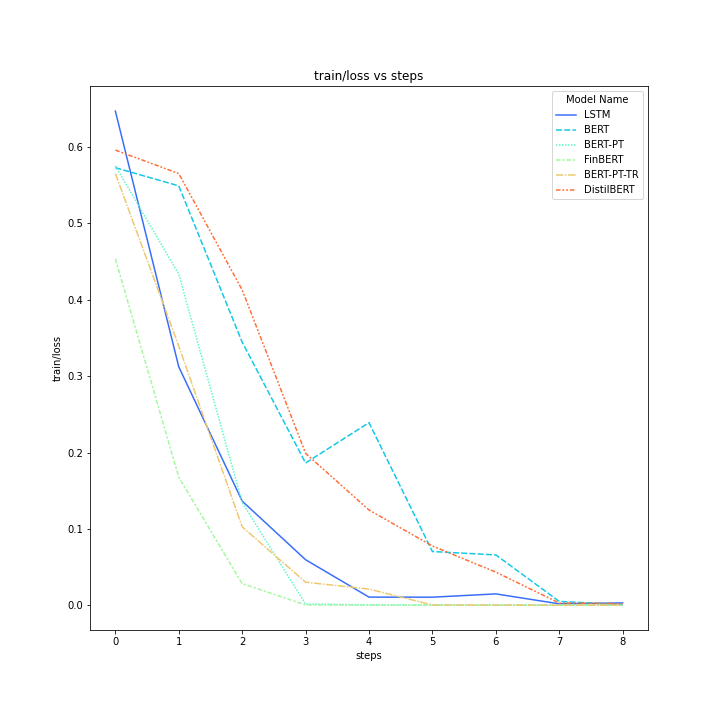 train/loss vs steps
Model Name
LSTM
BERT
BERT-PT
FinBERT
BERT-PT-TR
DistilBERT
train/loss
0.6
0.5
0.4
0.3
0.2
0.1
0.0
0 1 2 3 4 5 6 7 8
steps